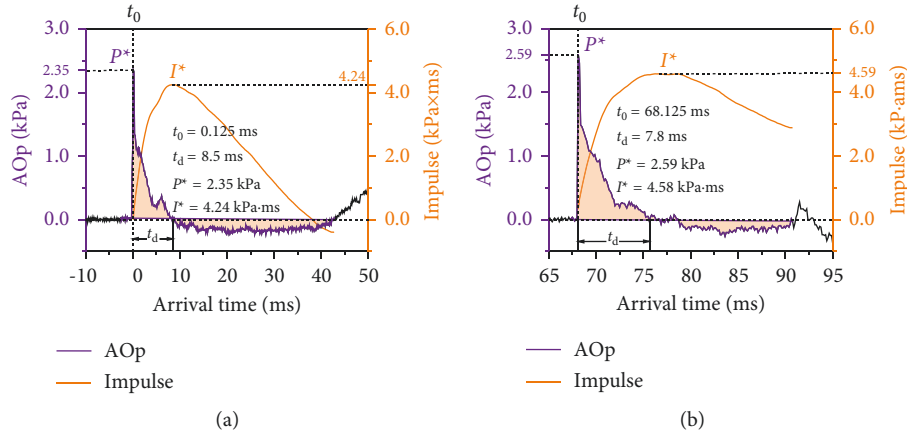 t0
3.0
P*
2.35
2.0
1.0
0.0
AOp (kPa)
I*
4.24
t0 = 0.125 ms
td = 8.5 ms
P* = 2.35 kPa
I* = 4.24 kPa·ms
td
6.0
4.0
2.0
0.0
Impulse (kPa×ms)
-10 0 10 20 30 40 50
Arrival time (ms)
AOp
Impulse
(a)
t0
3.0
2.59
P*
2.0
1.0
0.0
AOp (kPa)
I*
4.59
t0 = 68.125 ms
td = 7.8 ms
P* = 2.59 kPa
I* = 4.58 kPa·ms
td
6.0
4.0
2.0
0.0
Impulse (kP·ams)
65 70 75 80 85 90 95
Arrival time (ms)
AOp
Impulse
(b)